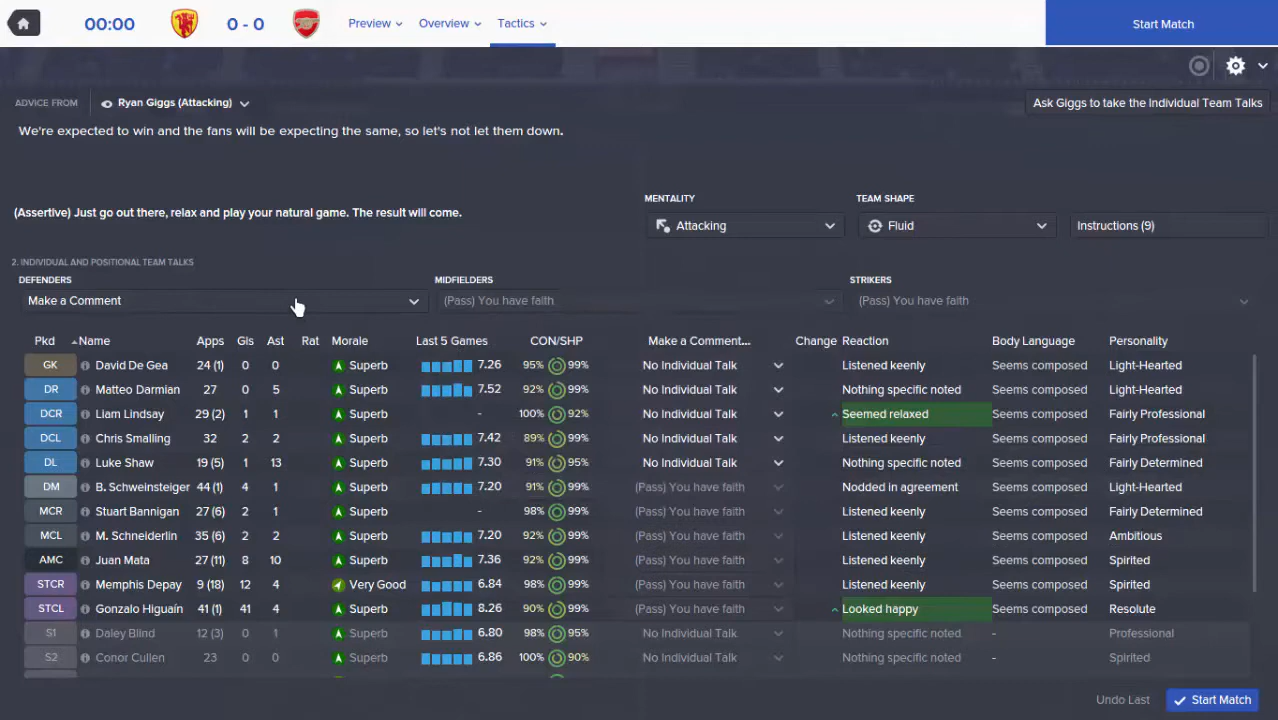 00:00 0 - 0 Preview Overview Tactics Start Match
ADVICE FROM Ryan Giggs (Attacking) Ask Giggs to take the Individual Team Talks
We're expected to win and the fans will be expecting the same, so let's not let them down.
MENTALITY TEAM SHAPE
(Assertive) Just go out there, relax and play your natural game. The result will come.
Attacking Fluid Instructions (9)
2. INDIVIDUAL AND POSITIONAL TEAM TALKS
DEFENDERS MIDFIELDERS STRIKERS
Make a Comment (Pass) You have faith (Pass) You have faith
Pkd Name Apps Gls Ast Rat Morale Last 5 Games CON/SHP Make a Comment... Change Reaction Body Language Personality
GK David De Gea 24 (1) 0 0 Superb 7.26 95% 99% No Individual Talk Listened keenly Seems composed Light-Hearted
DR Matteo Darmian 27 0 5 Superb 7.52 92% 99% No Individual Talk Nothing specific noted Seems composed Light-Hearted
DCR Liam Lindsay 29 (2) 1 1 Superb - 100% 92% No Individual Talk Seemed relaxed Seems composed Fairly Professional
DCL Chris Smalling 32 2 2 Superb 7.42 89% 99% No Individual Talk Listened keenly Seems composed Fairly Professional
DL Luke Shaw 19 (5) 1 13 Superb 7.30 91% 95% No Individual Talk Nothing specific noted Seems composed Fairly Determined
DM B. Schweinsteiger 44 (1) 4 1 Superb 7.20 91% 99% (Pass) You have faith Nodded in agreement Seems composed Light-Hearted
MCR Stuart Bannigan 27 (6) 2 1 Superb - 98% 99% (Pass) You have faith Listened keenly Seems composed Fairly Determined
MCL M. Schneiderlin 35 (6) 2 2 Superb 7.20 92% 99% (Pass) You have faith Listened keenly Seems composed Ambitious
AMC Juan Mata 27 (11) 8 10 Superb 7.36 92% 99% (Pass) You have faith Listened keenly Seems composed Spirited
STCR Memphis Depay 9 (18) 12 4 Very Good 6.84 98% 99% (Pass) You have faith Listened keenly Seems composed Spirited
STCL Gonzalo Higuaín 41 (1) 41 4 Superb 8.26 90% 99% (Pass) You have faith Looked happy Seems composed Resolute
S1 Daley Blind 12 (3) 0 1 Superb 6.80 98% 95% No Individual Talk Nothing specific noted - Professional
S2 Conor Cullen 23 0 0 Superb 6.86 100% 90% No Individual Talk Nothing specific noted - Spirited
Undo Last Start Match